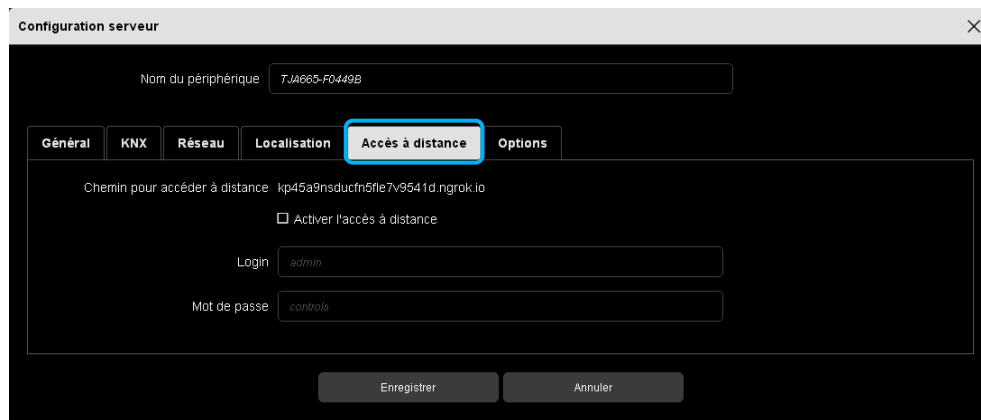 Configuration serveur
Nom du périphérique TJA665-F0449B
Général KNX Réseau Localisation Accès à distance Options
Chemin pour accéder à distance kp45a9nsducfn5fle7v9541d.ngrok.io
Activer l'accès à distance
Login admin
Mot de passe controls
Enregistrer Annuler